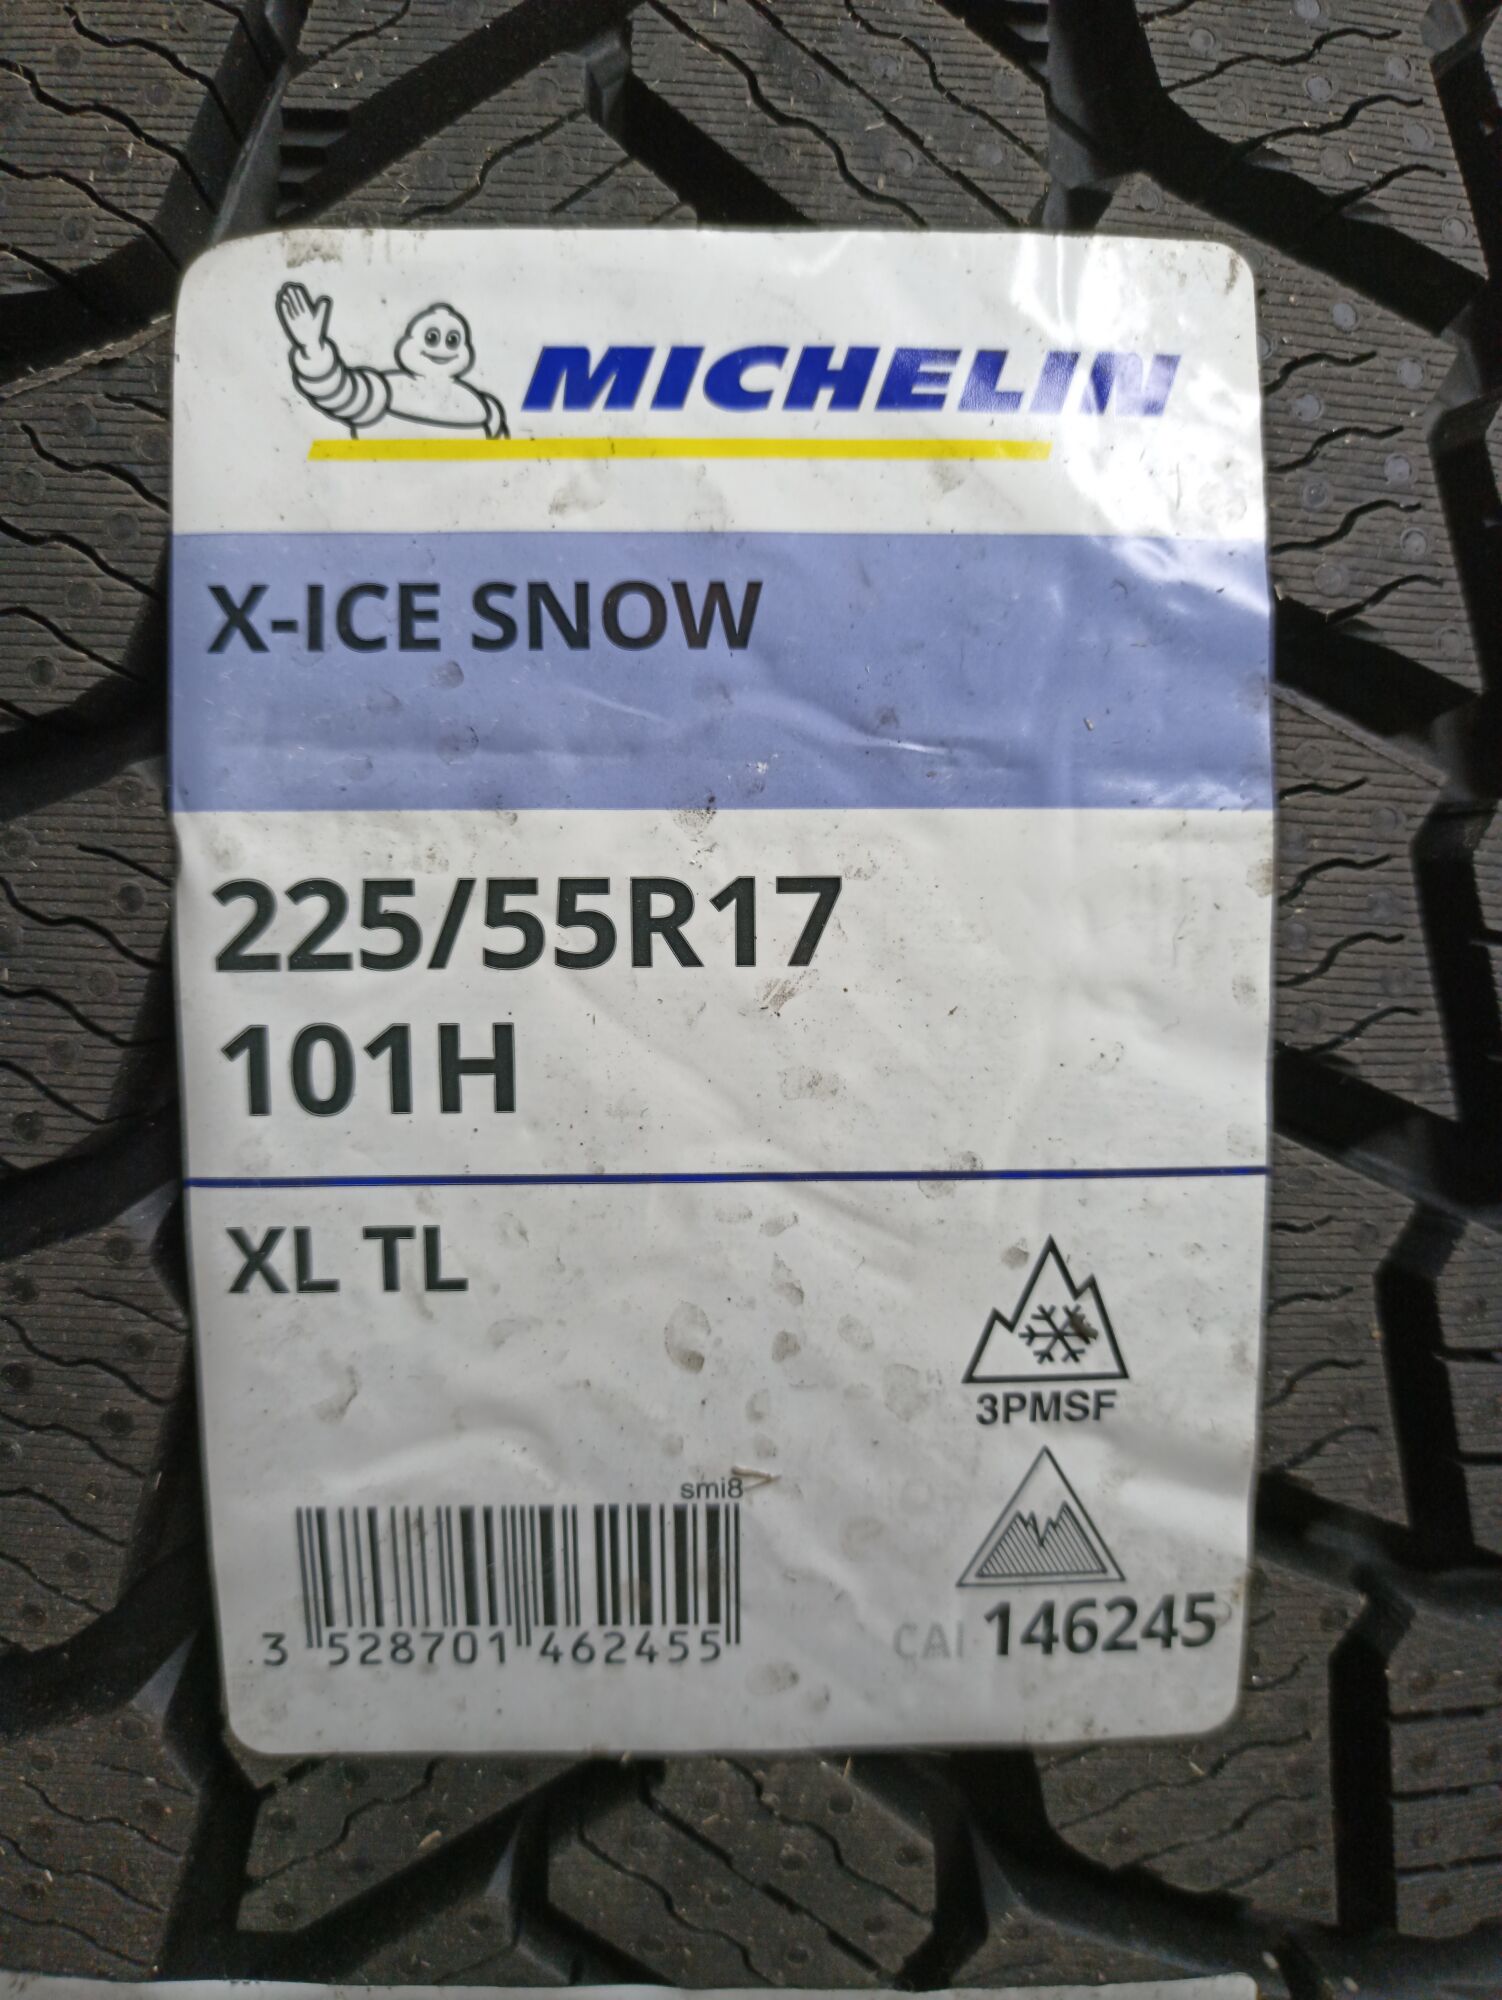 MICHELIN
X-ICE SNOW
225/55R17
101H
XL TL
3PMSF
smi8
3 528701 462455
CAI 146245